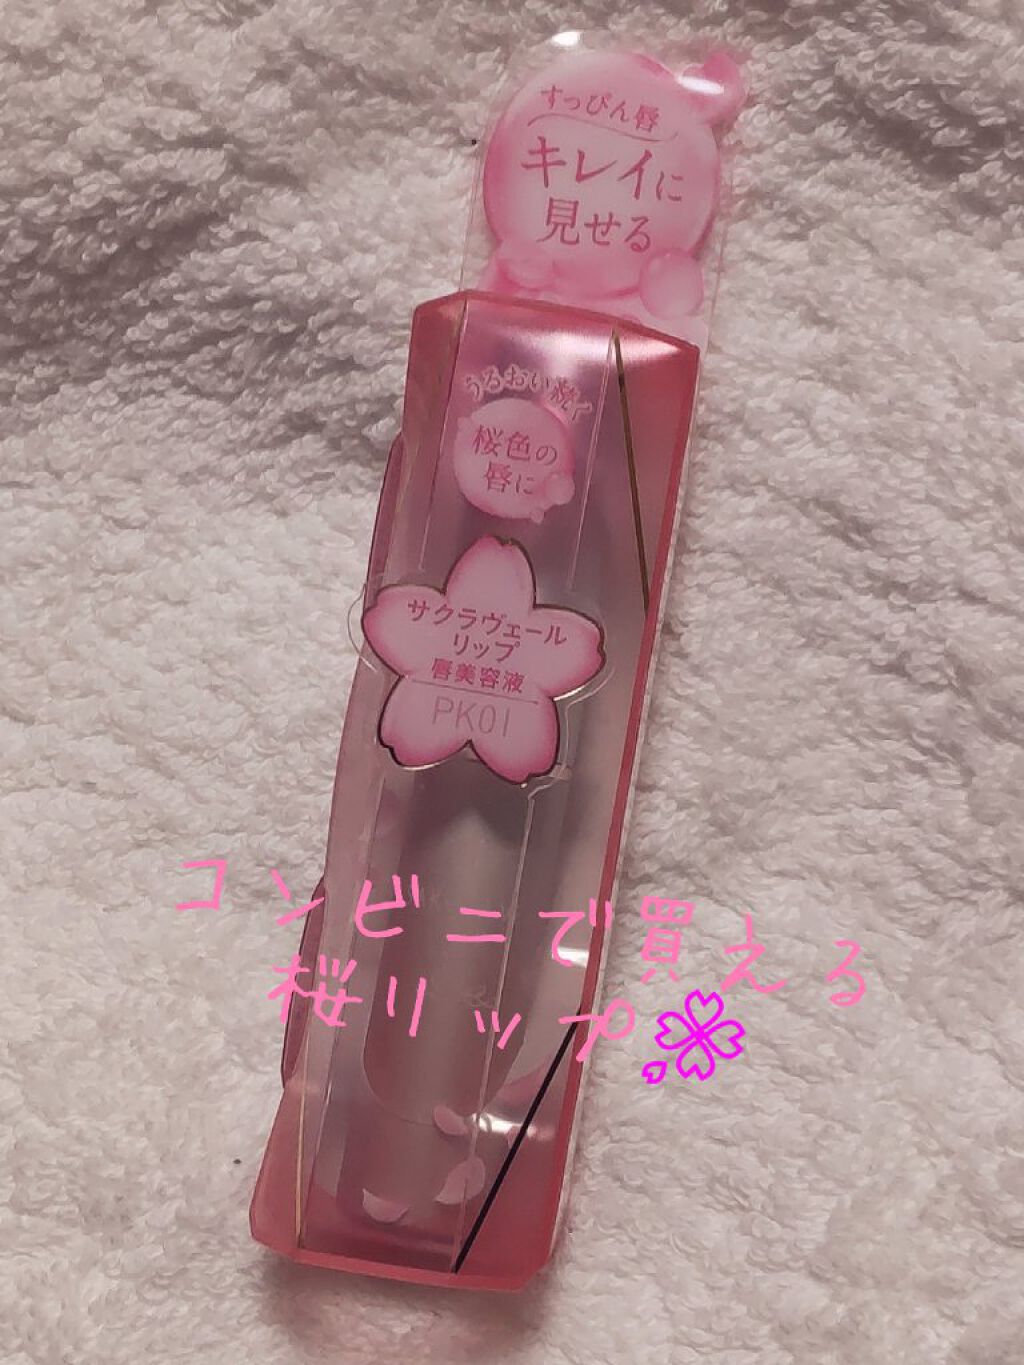 すっぴん唇
キレイに
見せる
うるおい続く
桜色の
唇に
サクラヴェール
リップ
唇美容液
PK01
コンビニで買える
桜リップ